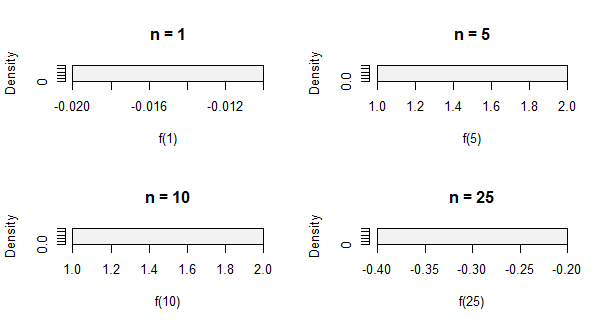 n = 1
Density
0
-0.020 -0.016 -0.012
f(1)
n = 5
Density
0.0
1.0 1.2 1.4 1.6 1.8 2.0
f(5)
n = 10
Density
0.0
1.0 1.2 1.4 1.6 1.8 2.0
f(10)
n = 25
Density
0
-0.40 -0.35 -0.30 -0.25 -0.20
f(25)